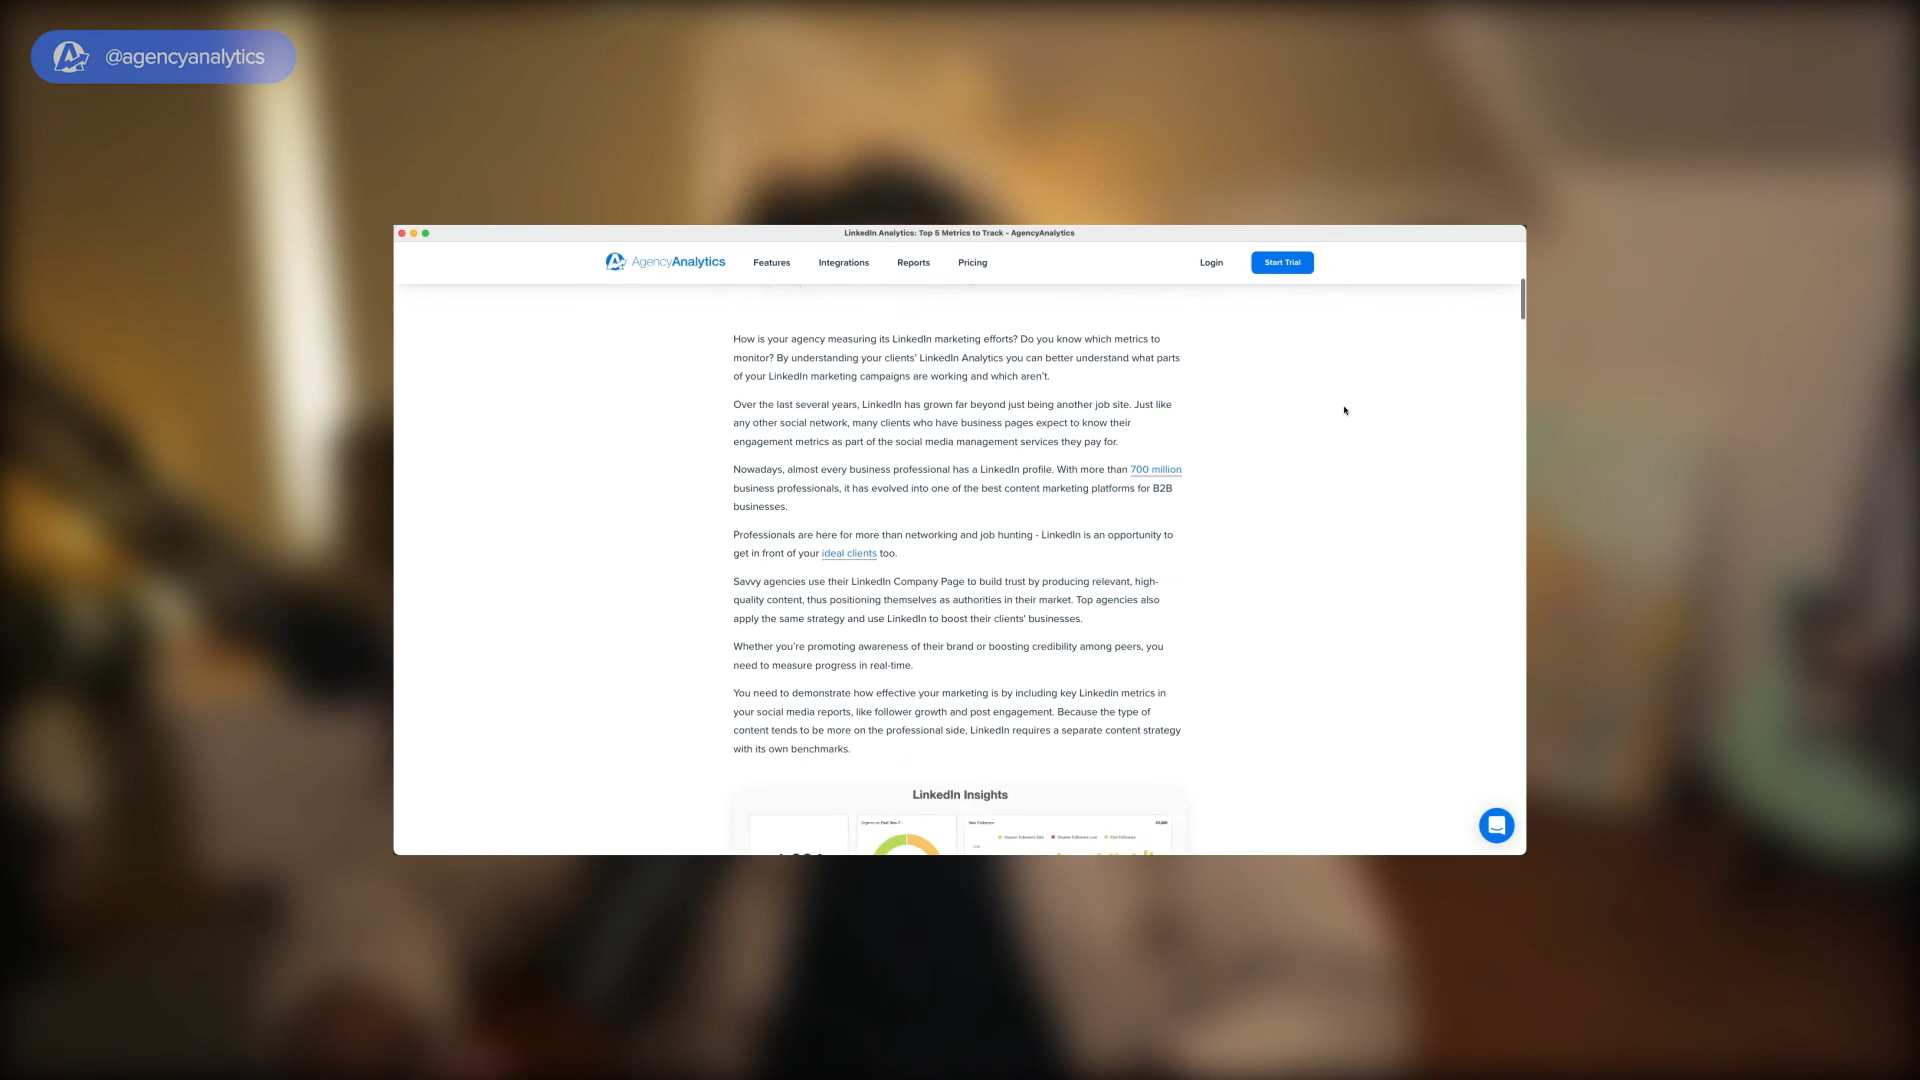 @agencyanalytics
LinkedIn Analytics: Top 5 Metrics to Track - AgencyAnalytics
AgencyAnalytics
Features
Integrations
Reports
Pricing
Login
Start Trial
How is your agency measuring its LinkedIn marketing efforts? Do you know which metrics to
monitor? By understanding your clients' LinkedIn Analytics you can better understand what parts
of your LinkedIn marketing campaigns are working and which aren't.
Over the last several years, LinkedIn has grown far beyond just being another job site. Just like
any other social network, many clients who have business pages expect to know their
engagement metrics as part of the social media management services they pay for.
Nowadays, almost every business professional has a LinkedIn profile. With more than 700 million
business professionals, it has evolved into one of the best content marketing platforms for B2B
businesses.
Professionals are here for more than networking and job hunting - LinkedIn is an opportunity to
get in front of your ideal clients too.
Savvy agencies use their LinkedIn Company Page to build trust by producing relevant, high-
quality content, thus positioning themselves as authorities in their market. Top agencies also
apply the same strategy and use LinkedIn to boost their clients' businesses.
Whether you're promoting awareness of their brand or boosting credibility among peers, you
need to measure progress in real-time.
You need to demonstrate how effective your marketing is by including key Linkedin metrics in
your social media reports, like follower growth and post engagement. Because the type of
content tends to be more on the professional side, LinkedIn requires a separate content strategy
with its own benchmarks.
LinkedIn Insights
New Followers